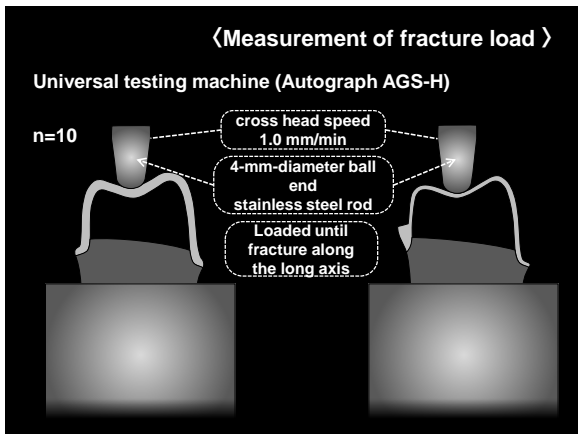 〈Measurement of fracture load 〉
Universal testing machine (Autograph AGS-H)
n=10
cross head speed
1.0 mm/min
4-mm-diameter ball
end
stainless steel rod
Loaded until
fracture along
the long axis